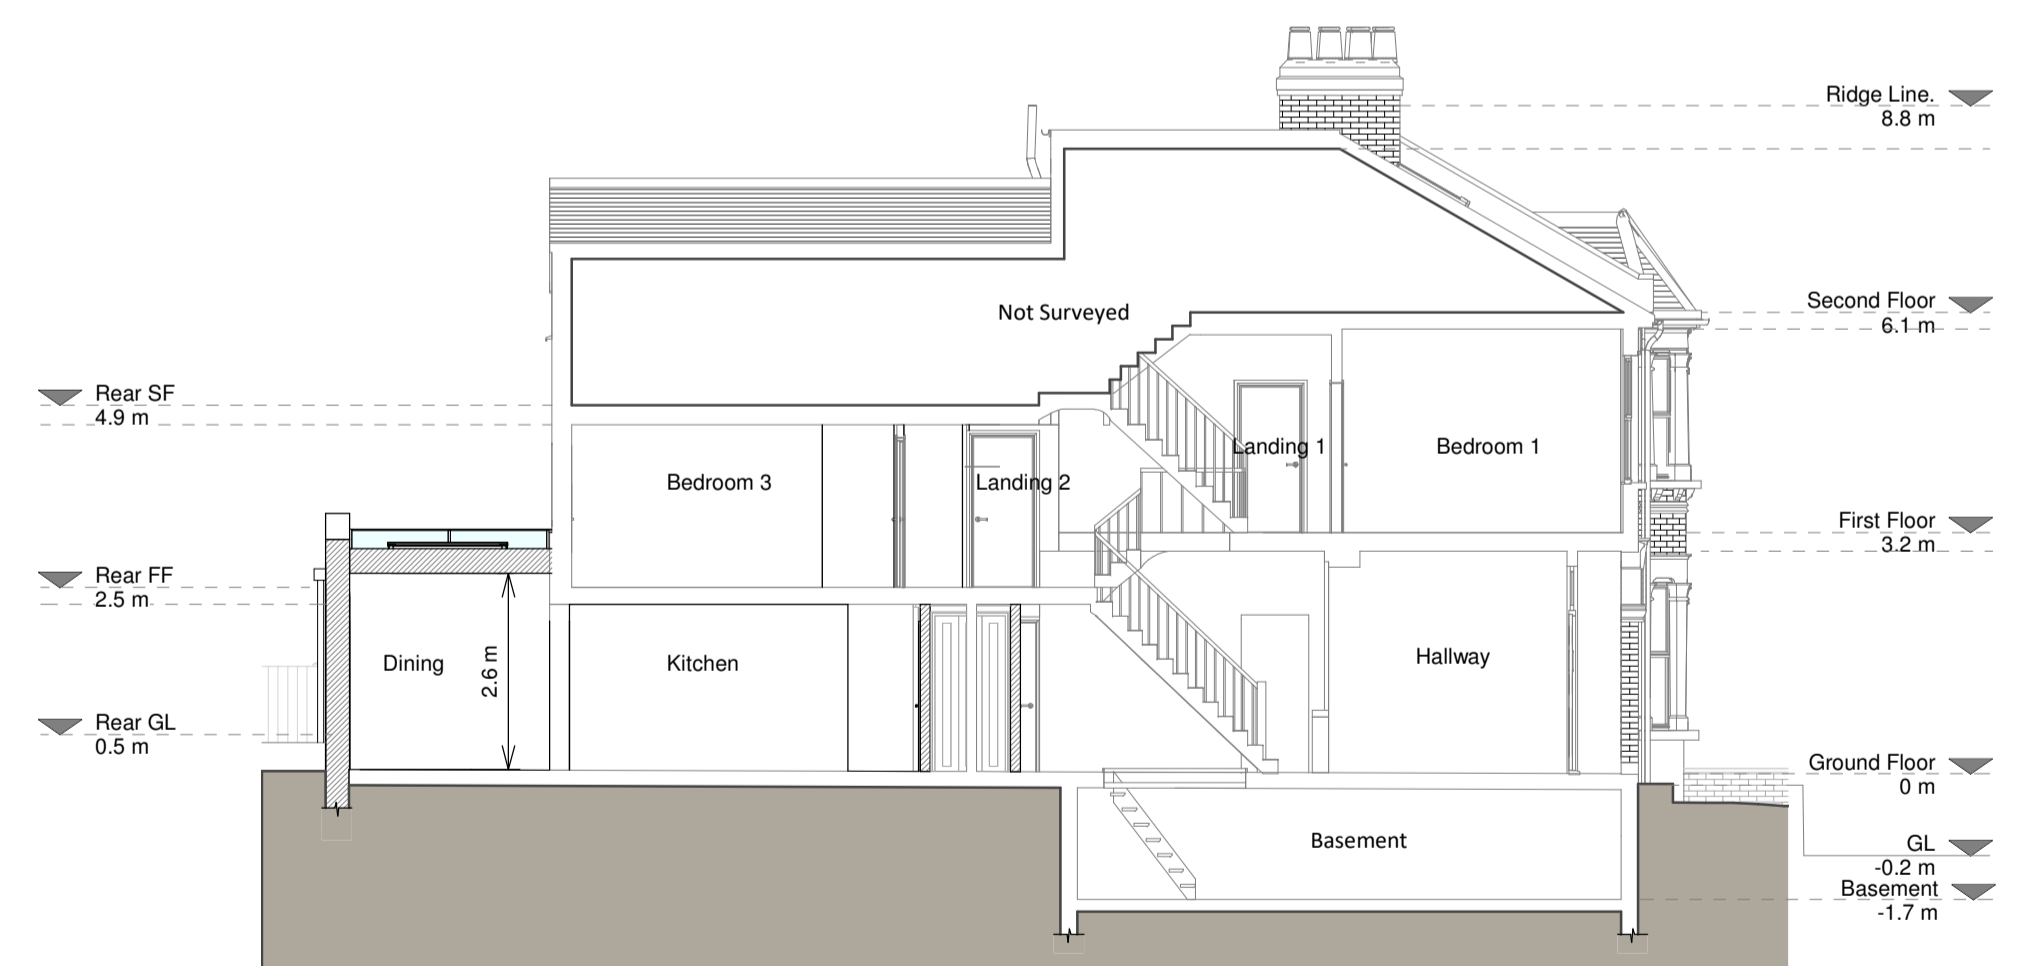 Ridge Line.
8.8 m
Second Floor
6.1 m
Not Surveyed
Rear SF
4.9 m
Landing 1
Bedroom 1
Bedroom 3
Landing 2
First Floor
3.2 m
Rear FF
2.5 m
Dining
2.6 m
Kitchen
Hallway
Rear GL
0.5 m
Ground Floor
0 m
Basement
GL
-0.2 m
Basement
-1.7 m